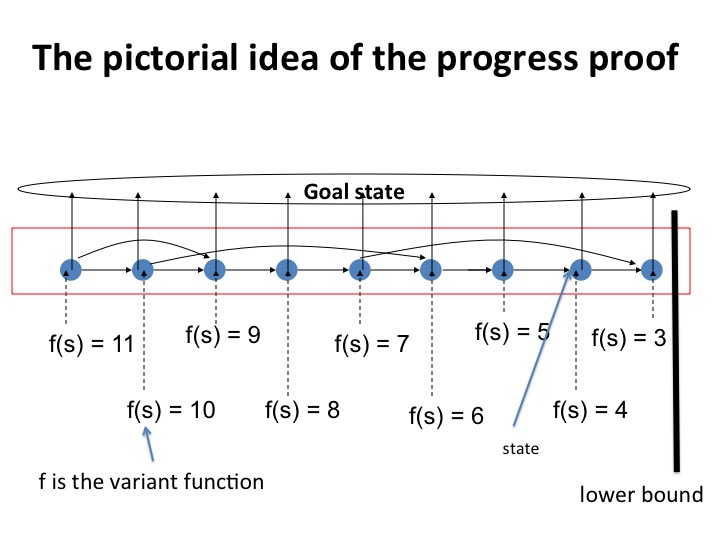 The pictorial idea of the progress proof
Goal state
f(s) = 11
f(s) = 9
f(s) = 7
f(s) = 5
f(s) = 3
f(s) = 10
f(s) = 8
f(s) = 6
f(s) = 4
state
f is the variant function
lower bound